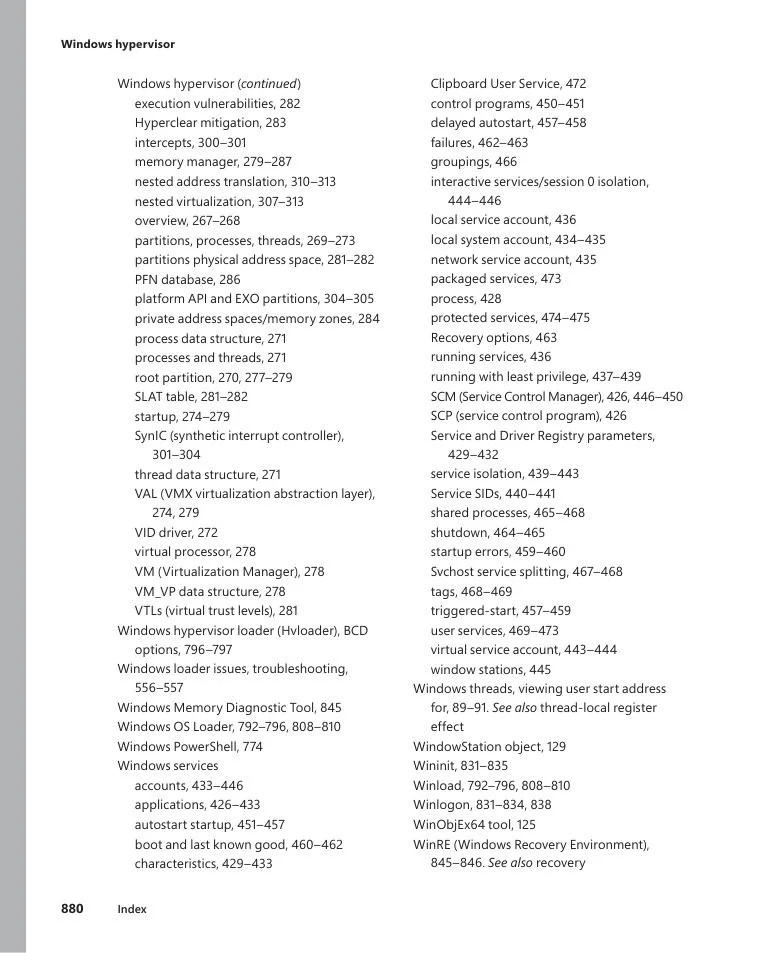 Windows hypervisor
Windows hypervisor (continued)
execution vulnerabilities, 282
Hyperclear mitigation, 283
intercepts, 300–301
memory manager, 279–287
nested address translation, 310–313
nested virtualization, 307–313
overview, 267–268
partitions, processes, threads, 269–273
partitions physical address space, 281–282
PFN database, 286
platform API and EXO partitions, 304–305
private address spaces/memory zones, 284
process data structure, 271
processes and threads, 271
root partition, 270, 277–279
SLAT table, 281–282
startup, 274–279
SynIC (synthetic interrupt controller),
301–304
thread data structure, 271
VAL (VMX virtualization abstraction layer),
274, 279
VID driver, 272
virtual processor, 278
VM (Virtualization Manager), 278
VM_VP data structure, 278
VTLs (virtual trust levels), 281
Windows hypervisor loader (Hvloader), BCD
options, 796–797
Windows loader issues, troubleshooting,
556–557
Windows Memory Diagnostic Tool, 845
Windows OS Loader, 792–796, 808–810
Windows PowerShell, 774
Windows services
accounts, 433–446
applications, 426–433
autostart startup, 451–457
boot and last known good, 460–462
characteristics, 429–433
Clipboard User Service, 472
control programs, 450–451
delayed autostart, 457–458
failures, 462–463
groupings, 466
interactive services/session 0 isolation,
444–446
local service account, 436
local system account, 434–435
network service account, 435
packaged services, 473
process, 428
protected services, 474–475
Recovery options, 463
running services, 436
running with least privilege, 437–439
SCM (Service Control Manager), 426, 446–450
SCP (service control program), 426
Service and Driver Registry parameters,
429–432
service isolation, 439–443
Service SIDs, 440–441
shared processes, 465–468
shutdown, 464–465
startup errors, 459–460
Svchost service splitting, 467–468
tags, 468–469
triggered-start, 457–459
user services, 469–473
virtual service account, 443–444
window stations, 445
Windows threads, viewing user start address
for, 89–91. See also thread-local register
effect
WindowStation object, 129
Wininit, 831–835
Winload, 792–796, 808–810
Winlogon, 831–834, 838
WinObjEx64 tool, 125
WinRE (Windows Recovery Environment),
845–846. See also recovery
880 Index